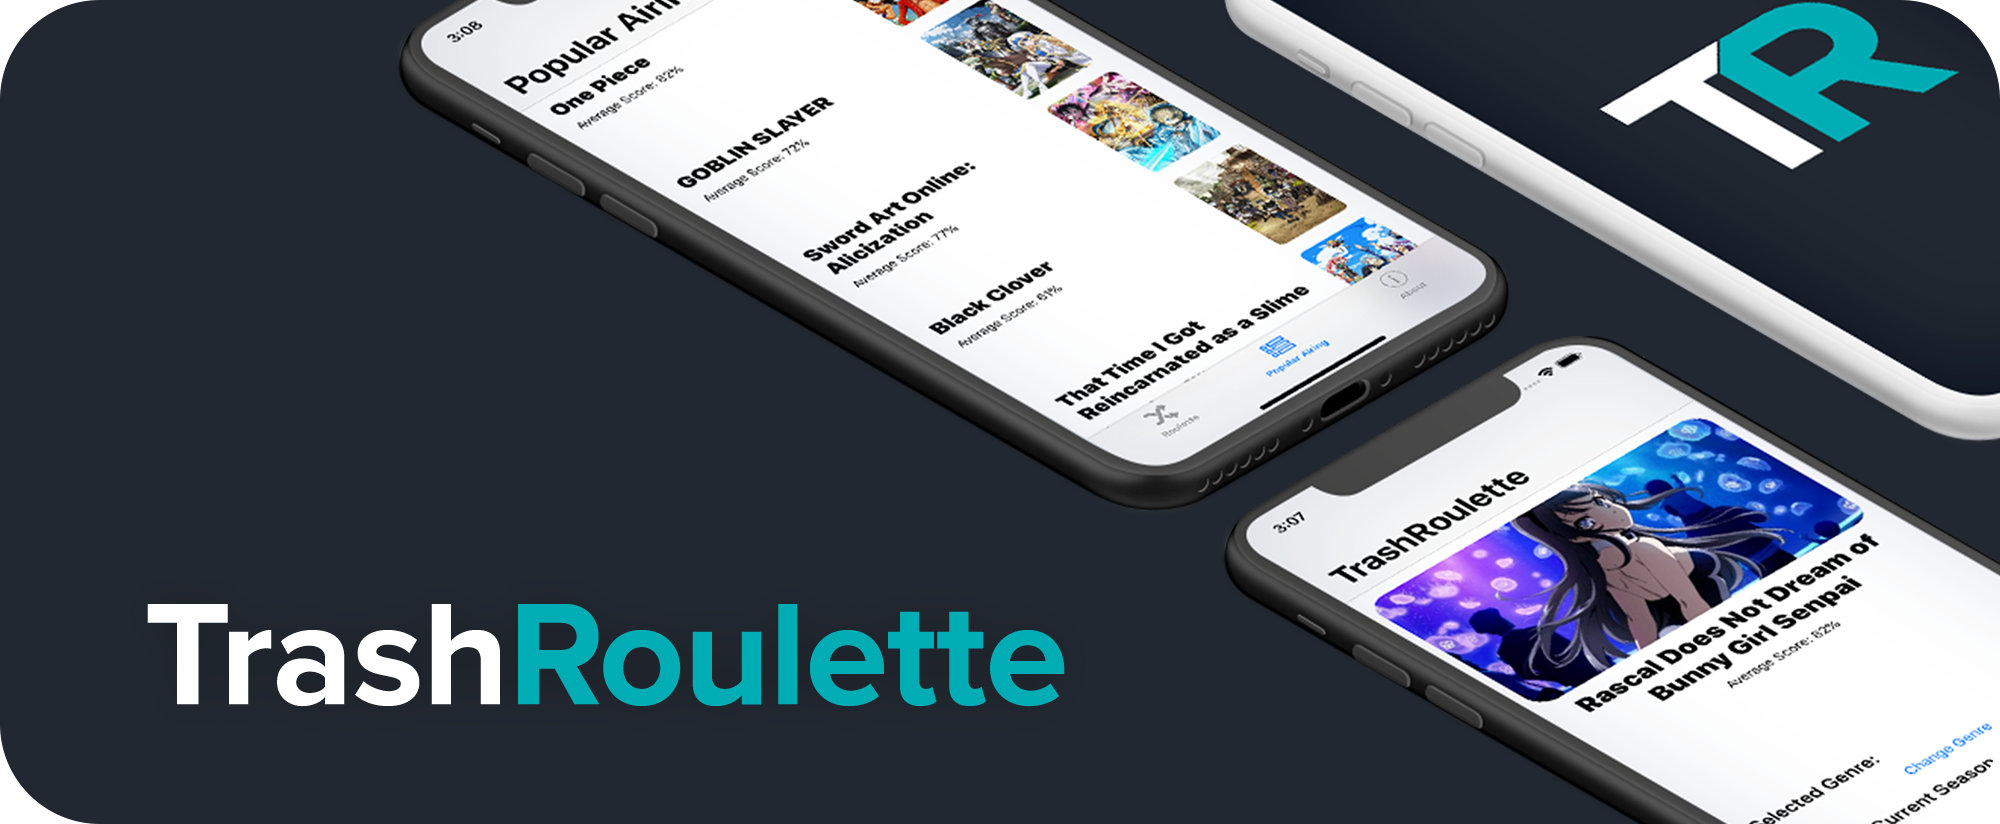 3:08
Popular Airin
One Piece
Average Score: 82%
GOBLIN SLAYER
Average Score: 72%
Sword Art Online:
Alicization
Average Score: 77%
Black Clover
Average Score: 61%
That Time I Got
Reincarnated as a Slime
Roulette
Popular Airing
About
TR
3:07
TrashRoulette
Rascal Does Not Dream of
Bunny Girl Senpai
Average Score: 82%
Selected Genre:
Change Genre
Current Season
TrashRoulette